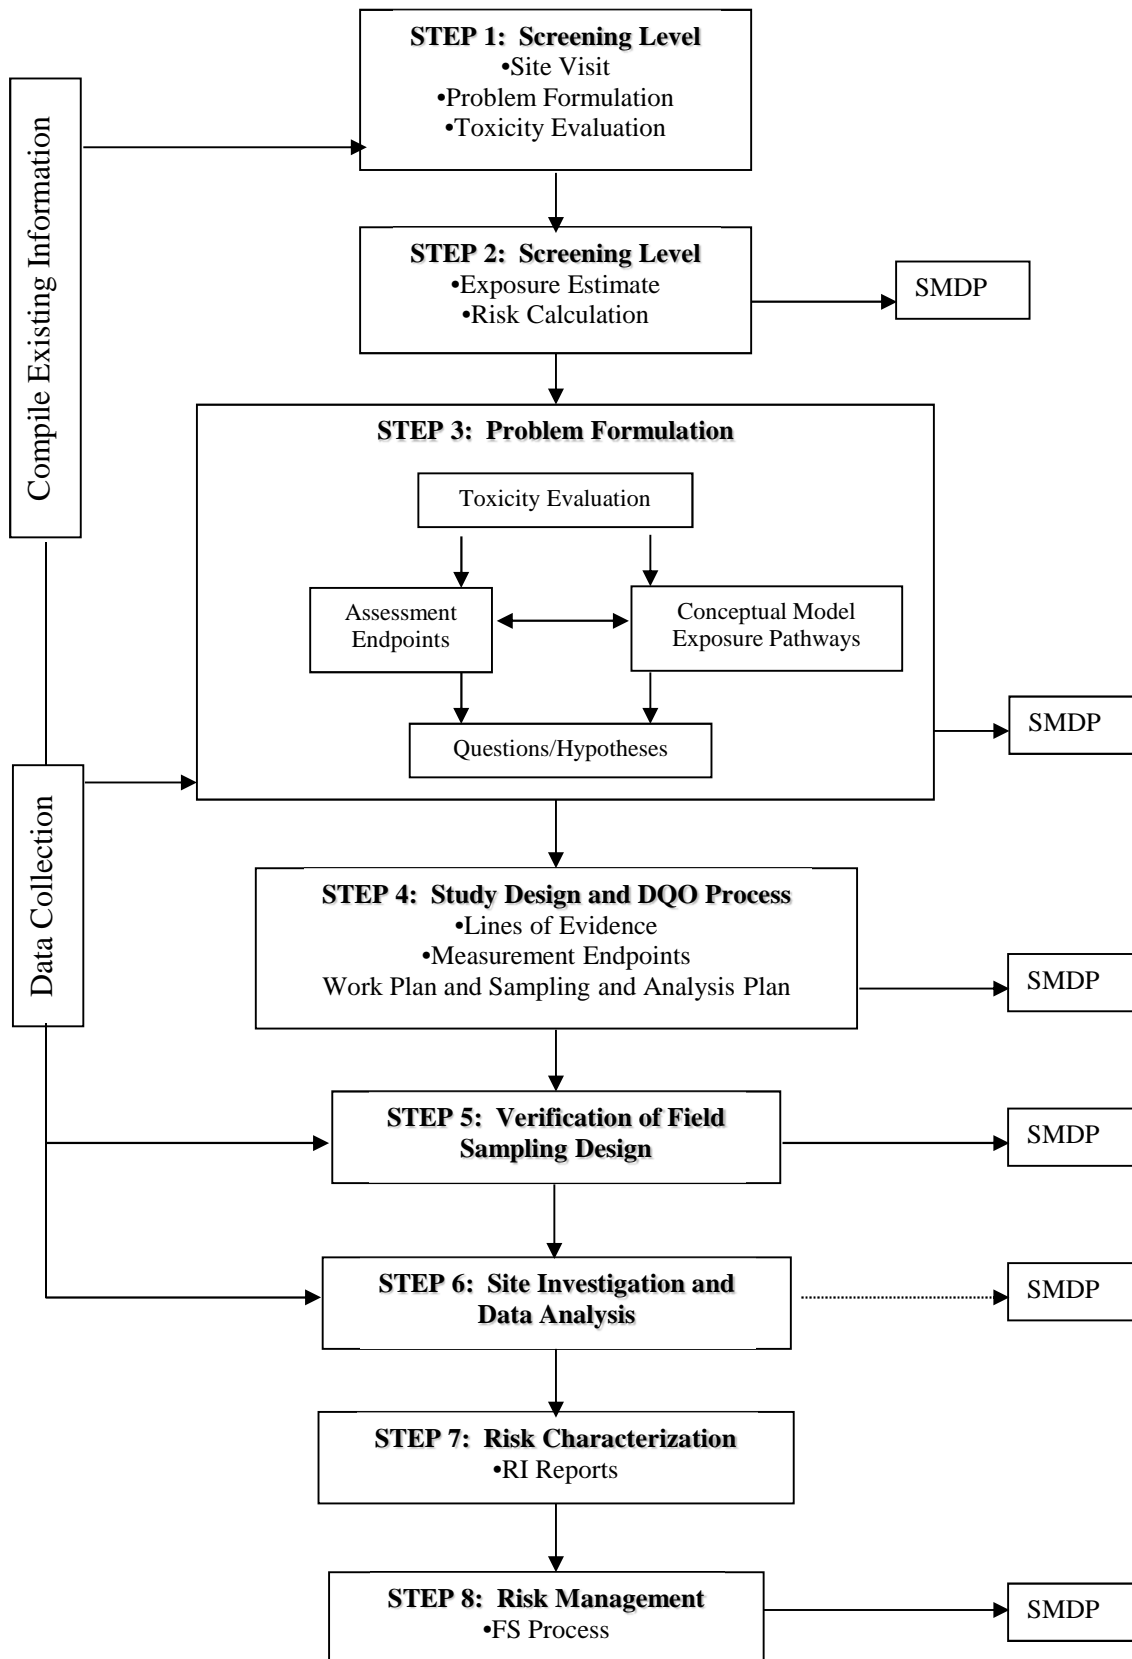 STEP 1: Screening Level
•Site Visit
•Problem Formulation
•Toxicity Evaluation
Compile Existing Information
STEP 2: Screening Level
•Exposure Estimate
•Risk Calculation
SMDP
STEP 3: Problem Formulation
Toxicity Evaluation
Assessment
Endpoints
Conceptual Model
Exposure Pathways
Questions/Hypotheses
SMDP
Data Collection
STEP 4: Study Design and DQO Process
•Lines of Evidence
•Measurement Endpoints
Work Plan and Sampling and Analysis Plan
SMDP
STEP 5: Verification of Field
Sampling Design
SMDP
STEP 6: Site Investigation and
Data Analysis
SMDP
STEP 7: Risk Characterization
•RI Reports
STEP 8: Risk Management
•FS Process
SMDP